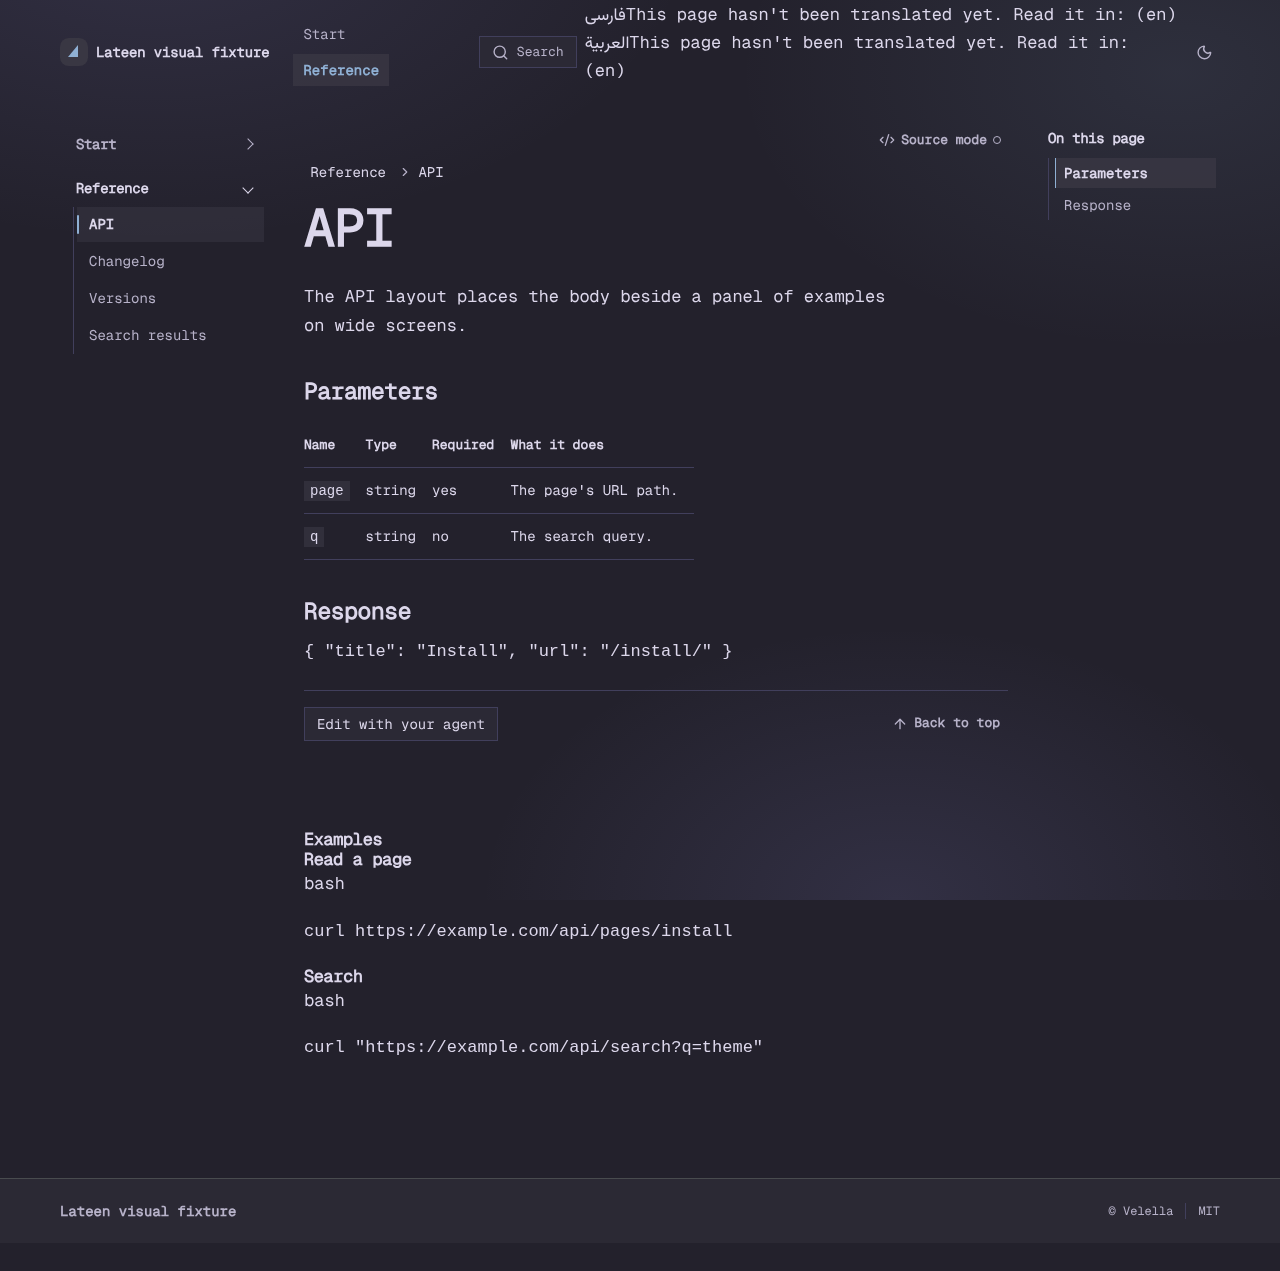 Lateen visual fixture
Start
Reference
Search
فارسیThis page hasn't been translated yet. Read it in: (en)
العربيةThis page hasn't been translated yet. Read it in:
(en)
Start
Reference
API
Changelog
Versions
Search results
Source mode
Reference > API
API
The API layout places the body beside a panel of examples
on wide screens.
Parameters
Name Type Required What it does
page string yes The page's URL path.
q string no The search query.
Response
{ "title": "Install", "url": "/install/" }
Edit with your agent
Back to top
Examples
Read a page
bash
curl https://example.com/api/pages/install
Search
bash
curl "https://example.com/api/search?q=theme"
On this page
Parameters
Response
Lateen visual fixture
© Velella
MIT